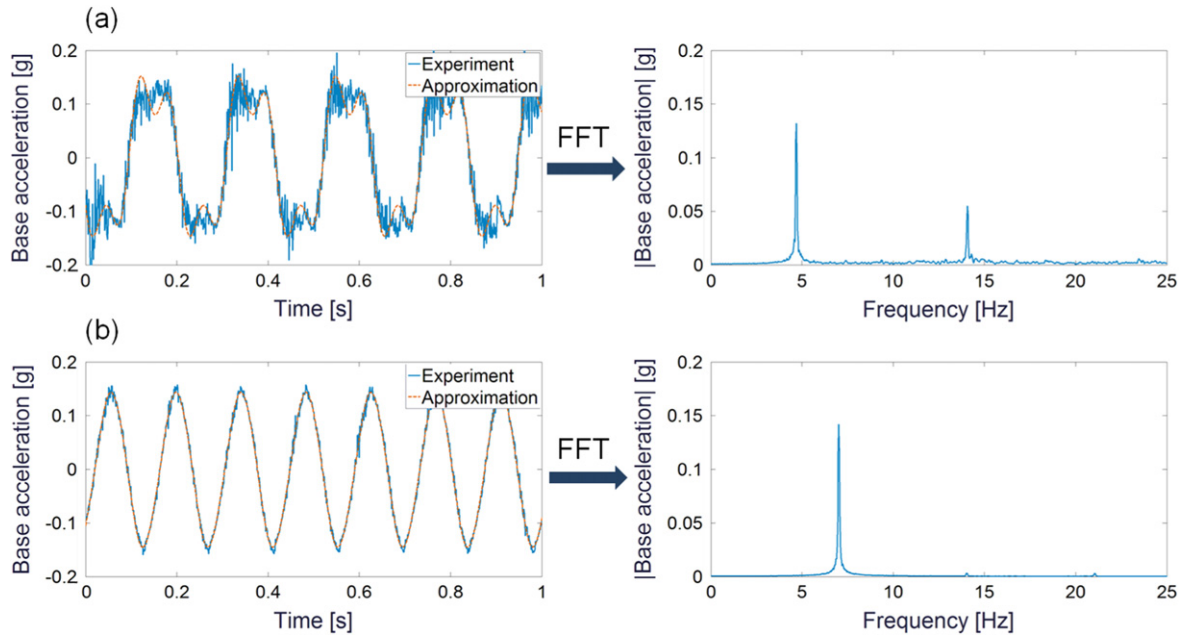 (a)
Base acceleration [g]
0.2
0.1
0
-0.1
-0.2
0 0.2 0.4 0.6 0.8 1
Time [s]
Experiment
Approximation
FFT
|Base acceleration| [g]
0.2
0.15
0.1
0.05
0
0 5 10 15 20 25
Frequency [Hz]
(b)
Base acceleration [g]
0.2
0.1
0
-0.1
-0.2
0 0.2 0.4 0.6 0.8 1
Time [s]
Experiment
Approximation
FFT
|Base acceleration| [g]
0.2
0.15
0.1
0.05
0
0 5 10 15 20 25
Frequency [Hz]